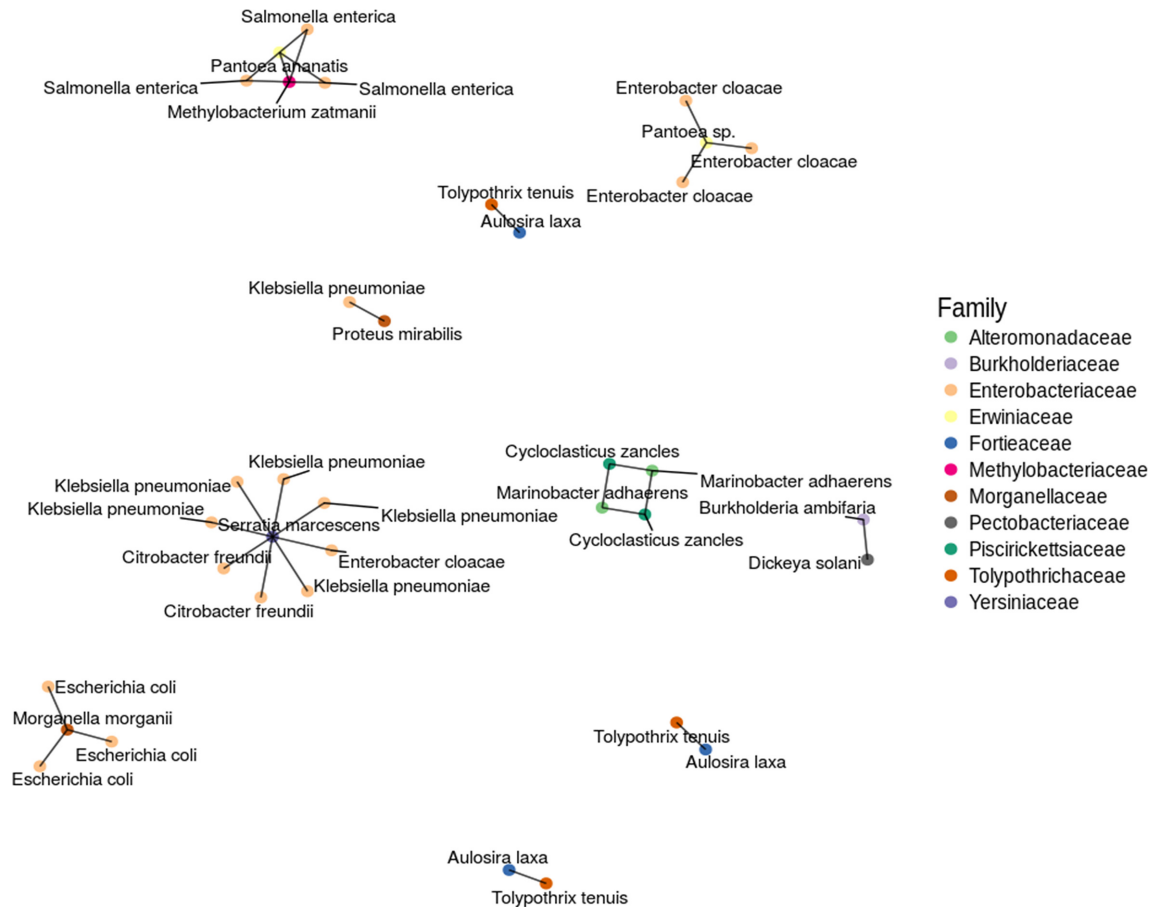 Salmonella enterica
Pantoea ananatis
Salmonella enterica
Salmonella enterica
Methylobacterium zatmanii
Enterobacter cloacae
Pantoea sp.
Enterobacter cloacae
Enterobacter cloacae
Tolypothrix tenuis
Aulosira laxa
Klebsiella pneumoniae
Proteus mirabilis
Family
Alteromonadaceae
Burkholderiaceae
Enterobacteriaceae
Erwiniaceae
Fortieaceae
Methylobacteriaceae
Morganellaceae
Pectobacteriaceae
Piscirickettsiaceae
Tolypothrichaceae
Yersiniaceae
Klebsiella pneumoniae
Klebsiella pneumoniae
Klebsiella pneumoniae
Klebsiella pneumoniae
Serratia marcescens
Citrobacter freundii
Enterobacter cloacae
Klebsiella pneumoniae
Citrobacter freundii
Cycloclasticus zancles
Marinobacter adhaerens
Marinobacter adhaerens
Cycloclasticus zancles
Burkholderia ambifaria
Dickeya solani
Escherichia coli
Morganella morganii
Escherichia coli
Escherichia coli
Tolypothrix tenuis
Aulosira laxa
Aulosira laxa
Tolypothrix tenuis